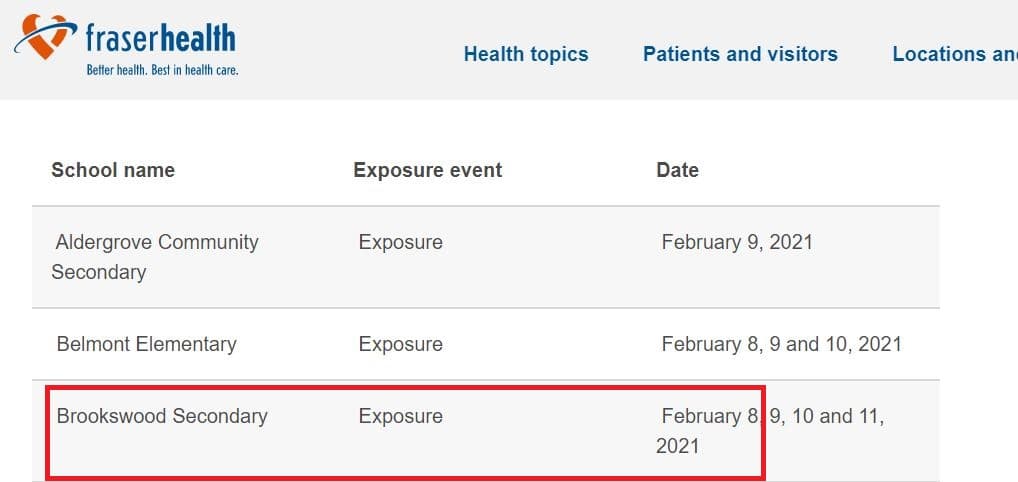 fraserhealth
Better health. Best in health care.
Health topics Patients and visitors Locations an
School name Exposure event Date
Aldergrove Community Exposure February 9, 2021
Secondary
Belmont Elementary Exposure February 8, 9 and 10, 2021
Brookswood Secondary Exposure February 8, 9, 10 and 11,
2021